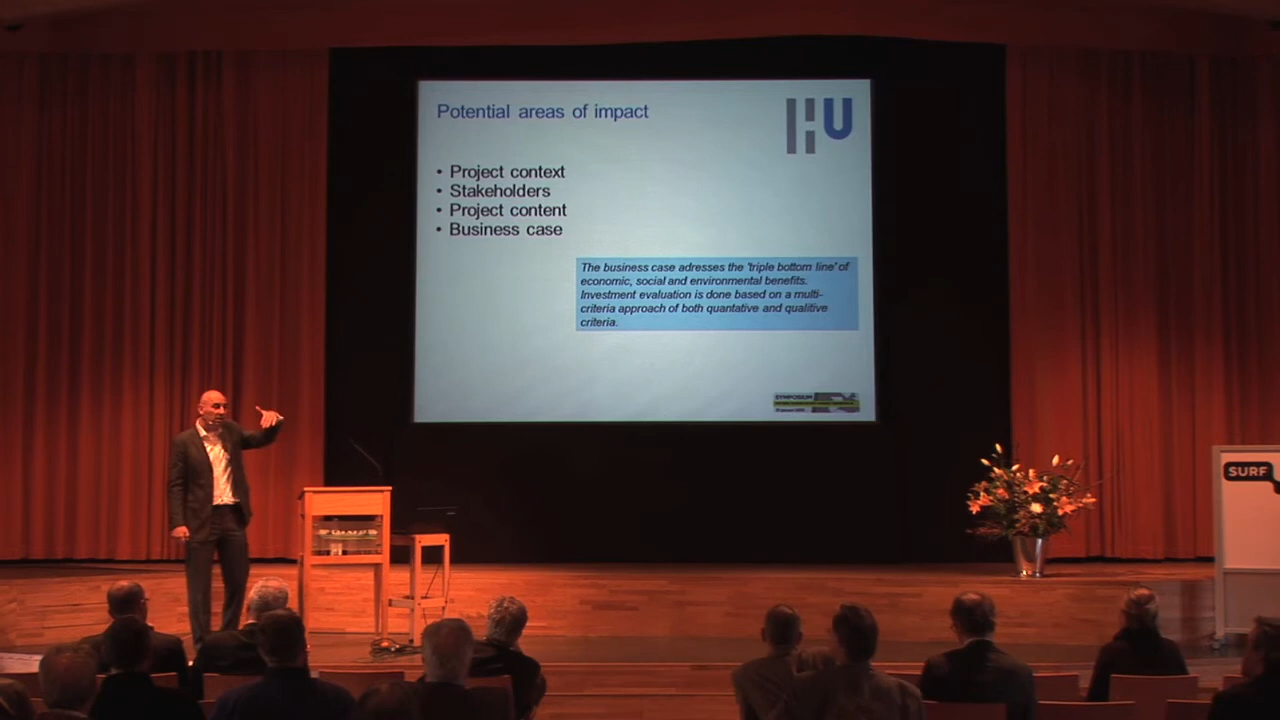 Potential areas of impact
HU
• Project context
• Stakeholders
• Project content
• Business case
The business case adresses the 'triple bottom line' of
economic, social and environmental benefits.
Investment evaluation is done based on a multi-
criteria approach of both quantative and qualitive
criteria.
SYMPOSIUM
SURF